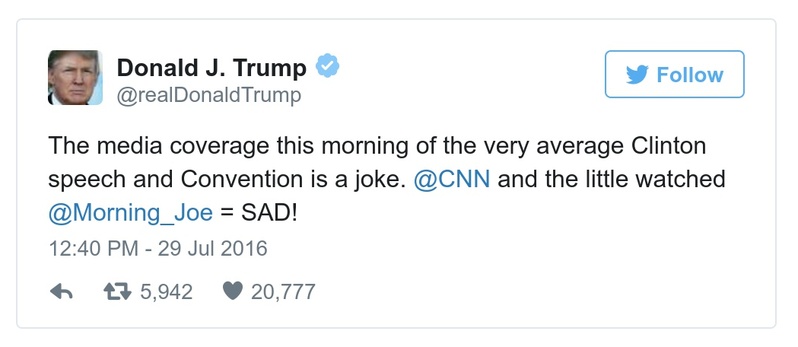 Donald J. Trump
@realDonaldTrump
Follow
The media coverage this morning of the very average Clinton
speech and Convention is a joke. @CNN and the little watched
@Morning_Joe = SAD!
12:40 PM - 29 Jul 2016
5,942 20,777